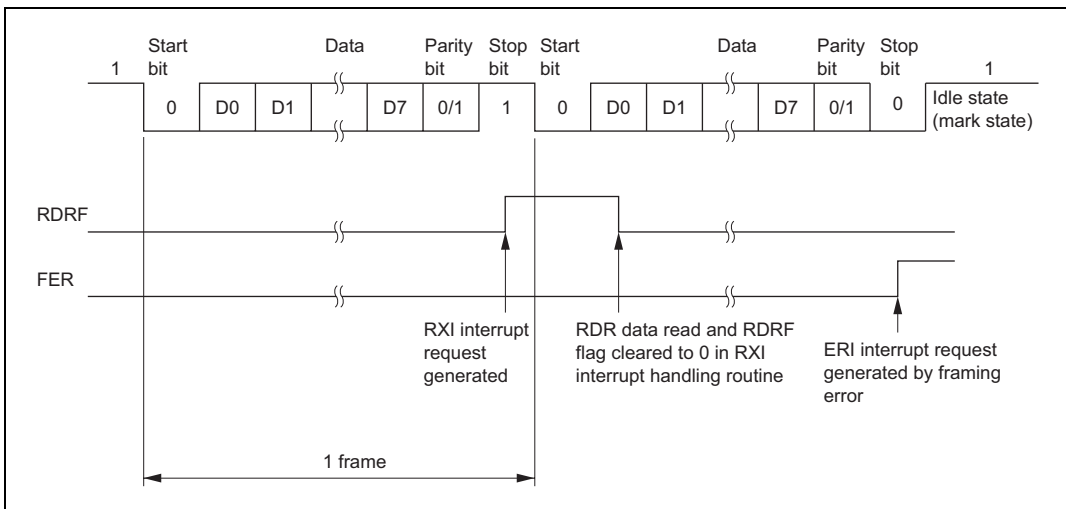 Start Data Parity Stop Start Data Parity Stop
1 bit bit bit bit bit bit 1
0 D0 D1 D7 0/1 1 0 D0 D1 D7 0/1 0 Idle state
(mark state)
RDRF
FER
RXI interrupt
request
generated
RDR data read and RDRF
flag cleared to 0 in RXI
interrupt handling routine
ERI interrupt request
generated by framing
error
1 frame